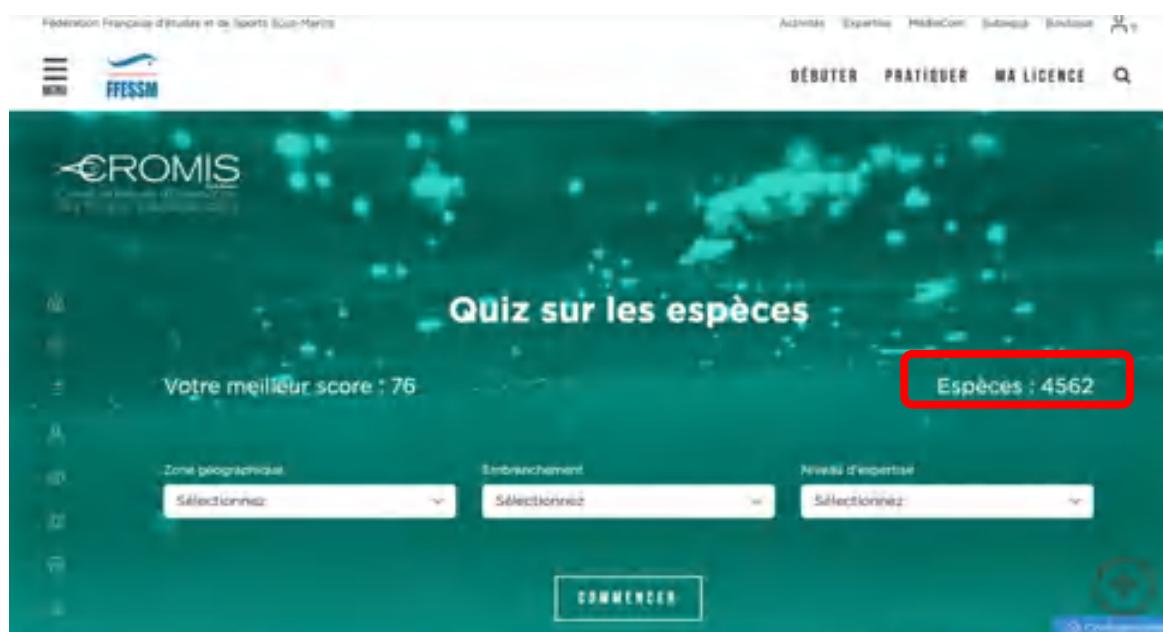 Fédération Française d'études et de Sports Sous-Marins
Activités Expertise MédiaCom Subaqua Boutique
MENU
FFESSM
DÉBUTER PRATIQUER MA LICENCE
CROMIS
Quiz sur les espèces
Votre meilleur score : 76
Espèces : 4562
Zone géographique
Embranchement
Niveau d'expertise
Sélectionnez
Sélectionnez
Sélectionnez
COMMENCER